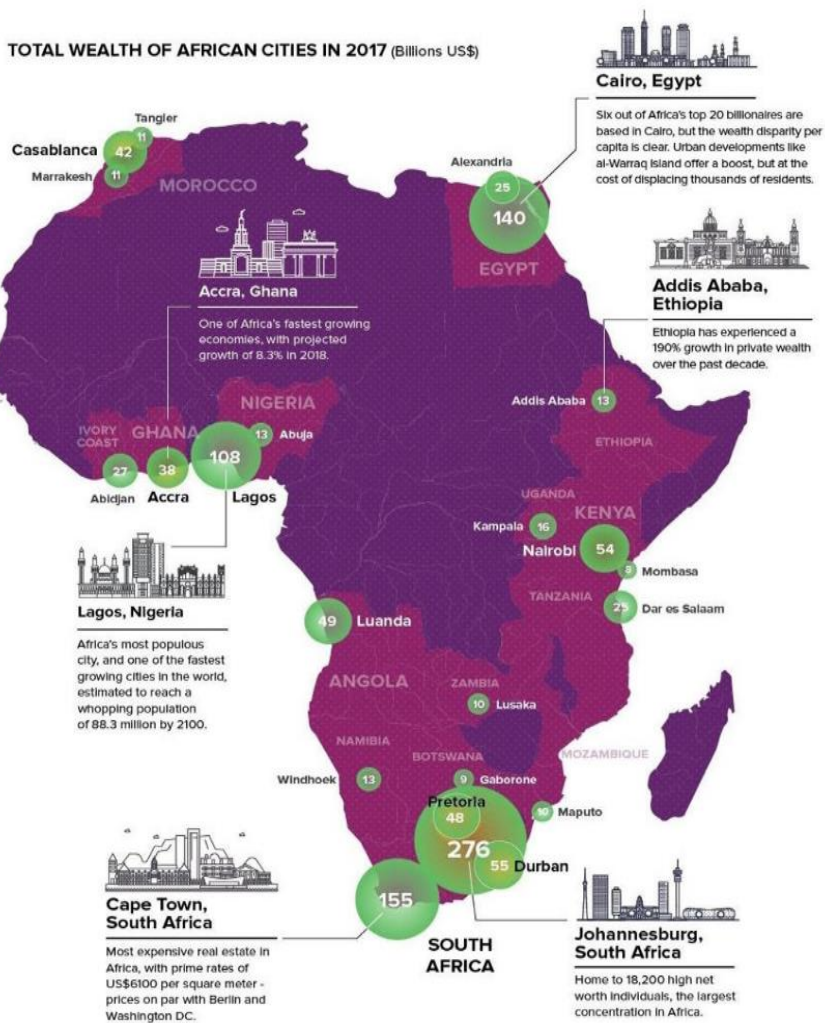 TOTAL WEALTH OF AFRICAN CITIES IN 2017 (Billions US$)
Cairo, Egypt
Six out of Africa's top 20 billionaires are
based in Cairo, but the wealth disparity per
capita is clear. Urban developments like
al-Warraq Island offer a boost, but at the
cost of displacing thousands of residents.
Tangier
11
Casablanca
42
Marrakesh
11
MOROCCO
Alexandria
25
140
EGYPT
Accra, Ghana
One of Africa's fastest growing
economies, with projected
growth of 8.3% in 2018.
Addis Ababa,
Ethiopia
Ethiopia has experienced a
190% growth in private wealth
over the past decade.
Addis Ababa
13
ETHIOPIA
NIGERIA
13
Abuja
IVORY
COAST
GHANA
27
38
108
Abidjan
Accra
Lagos
UGANDA
KENYA
Kampala
16
Nairobi
54
8
Mombasa
TANZANIA
25
Dar es Salaam
Lagos, Nigeria
Africa's most populous
city, and one of the fastest
growing cities in the world,
estimated to reach a
whopping population
of 88.3 million by 2100.
49
Luanda
ANGOLA
ZAMBIA
10
Lusaka
NAMIBIA
BOTSWANA
MOZAMBIQUE
Windhoek
13
9
Gaborone
Pretoria
48
10
Maputo
276
55
Durban
155
SOUTH
AFRICA
Cape Town,
South Africa
Most expensive real estate in
Africa, with prime rates of
US$6100 per square meter -
prices on par with Berlin and
Washington DC.
Johannesburg,
South Africa
Home to 18,200 high net
worth individuals, the largest
concentration in Africa.